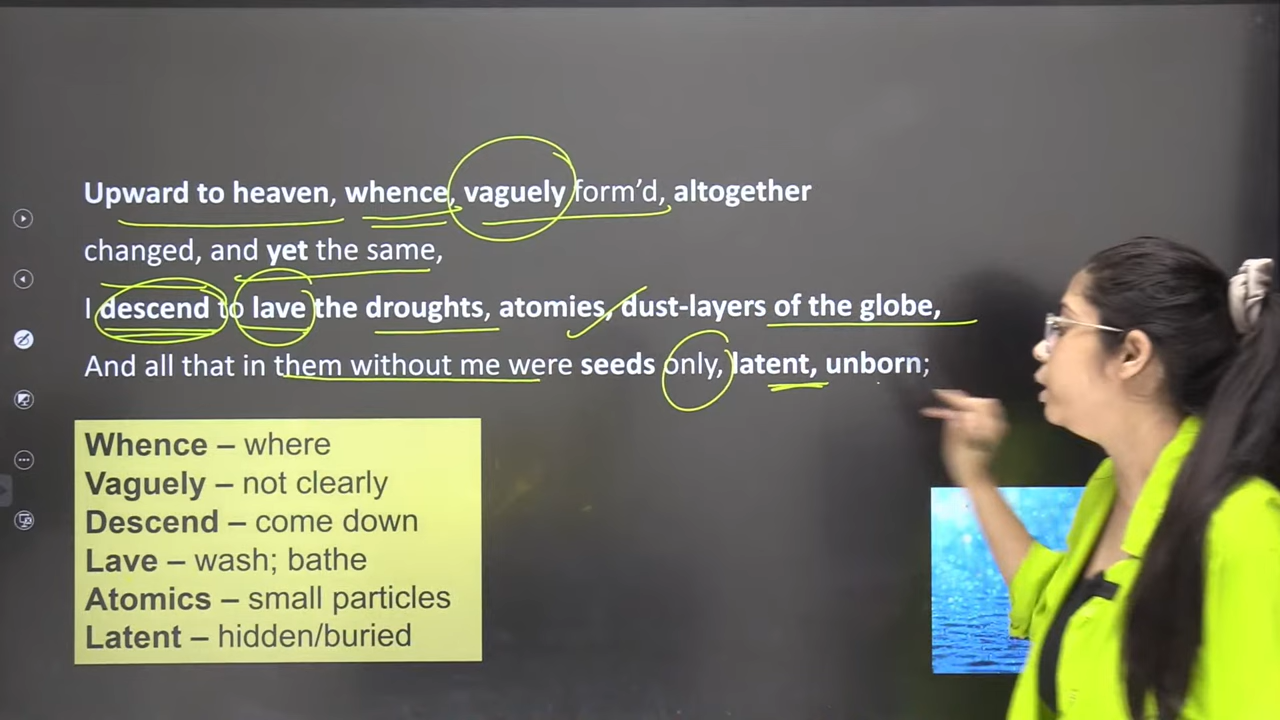 Upward to heaven, whence, vaguely form'd, altogether
changed, and yet the same,
I descend to lave the droughts, atomies, dust-layers of the globe,
And all that in them without me were seeds only, latent, unborn;
Whence – where
Vaguely – not clearly
Descend – come down
Lave – wash; bathe
Atomics – small particles
Latent – hidden/buried